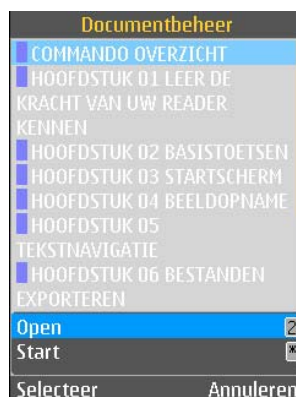 Documentbeheer
COMMANDO OVERZICHT
HOOFDSTUK 01 LEER DE
KRACHT VAN UW READER
KENNEN
HOOFDSTUK 02 BASISTOETSEN
HOOFDSTUK 03 STARTSCHERM
HOOFDSTUK 04 BEELDOPNAME
HOOFDSTUK 05
TEKSTNAVIGATIE
HOOFDSTUK 06 BESTANDEN
EXPORTEREN
Open 2
Start *
Selecteer Annuleren